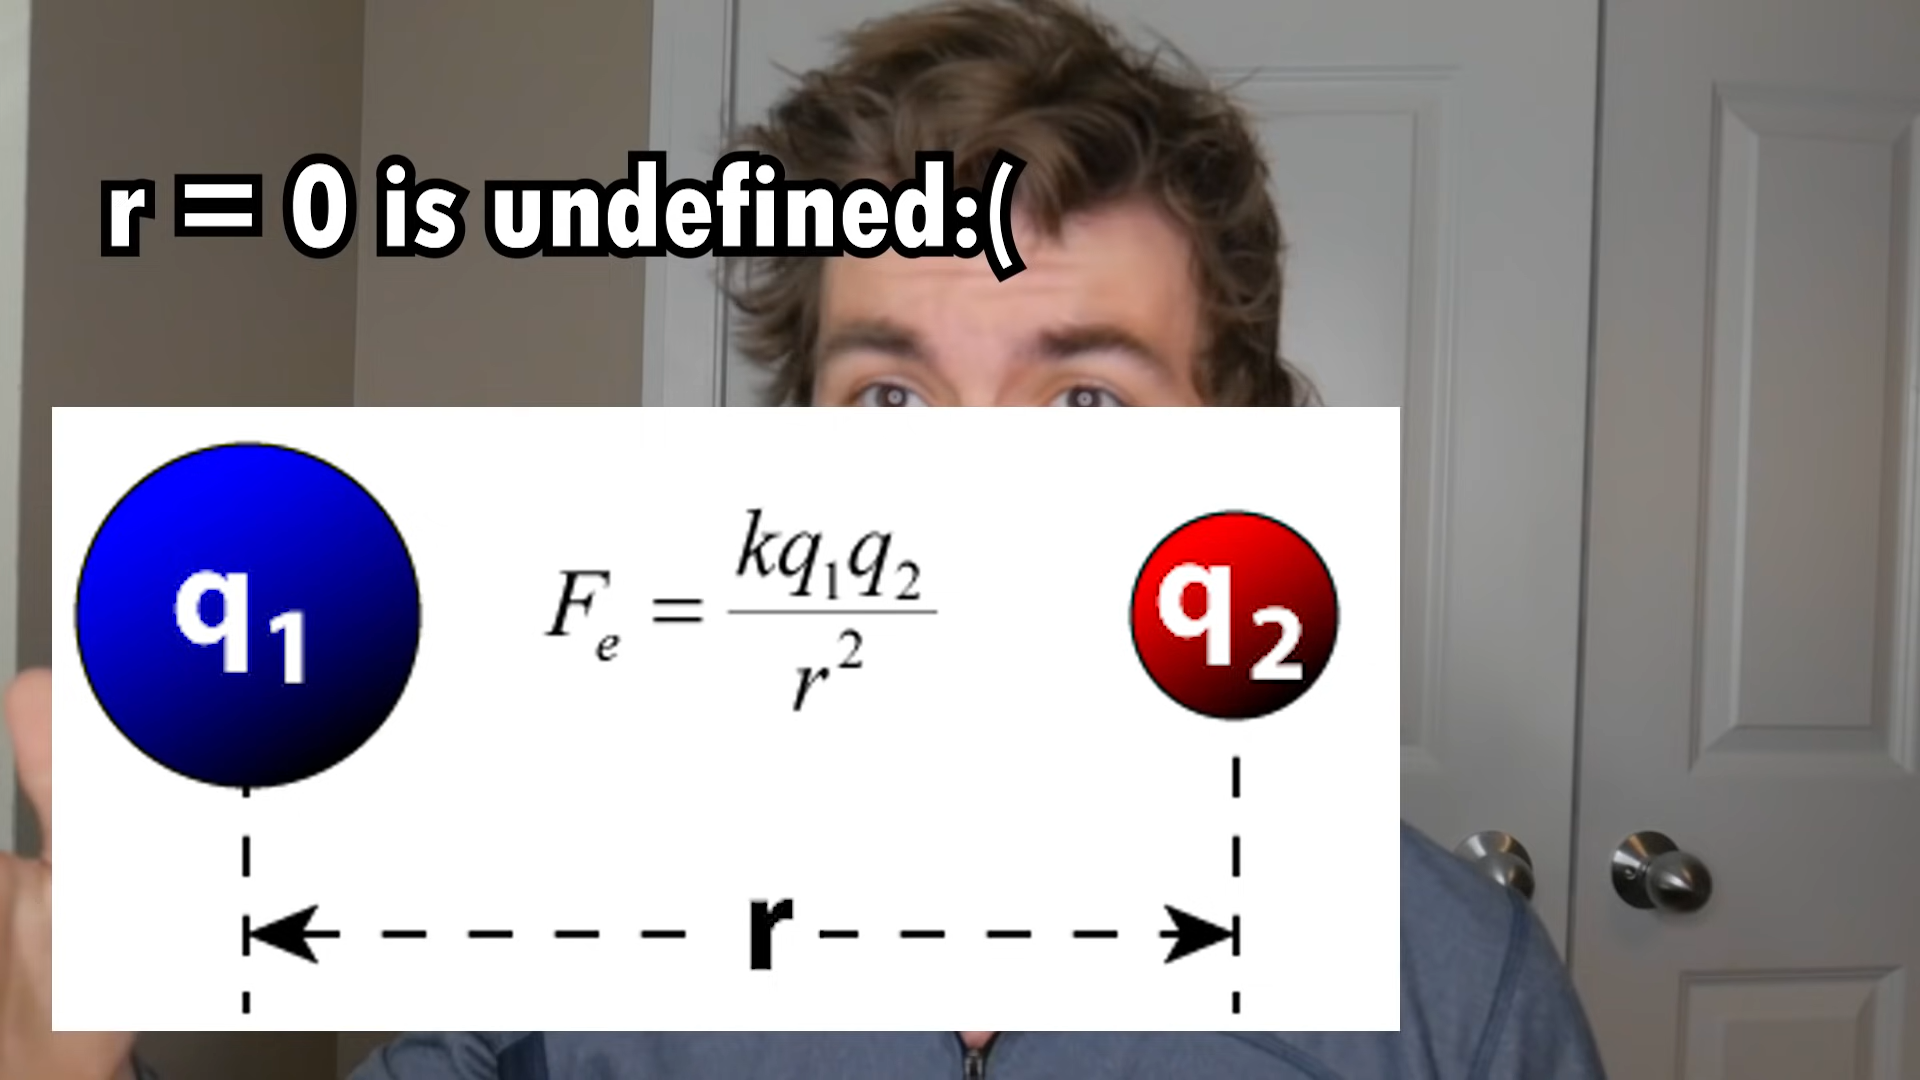 r = 0 is undefined:(
q₁
Fₑ = kq₁q₂ / r²
q₂
r